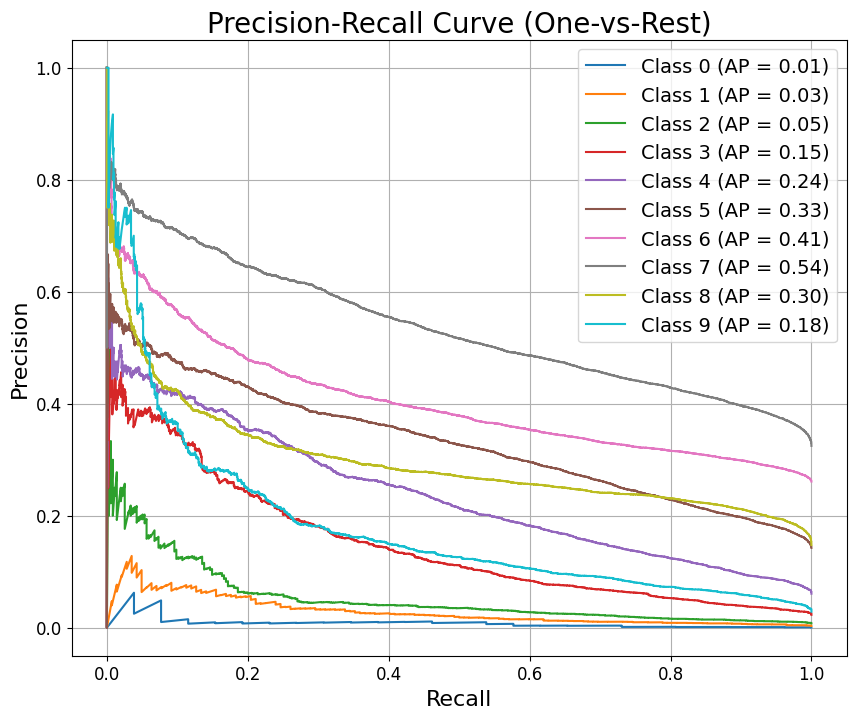 Precision-Recall Curve (One-vs-Rest)
1.0
0.8
0.6
0.4
0.2
0.0
Precision
Class 0 (AP = 0.01)
Class 1 (AP = 0.03)
Class 2 (AP = 0.05)
Class 3 (AP = 0.15)
Class 4 (AP = 0.24)
Class 5 (AP = 0.33)
Class 6 (AP = 0.41)
Class 7 (AP = 0.54)
Class 8 (AP = 0.30)
Class 9 (AP = 0.18)
0.0 0.2 0.4 0.6 0.8 1.0
Recall